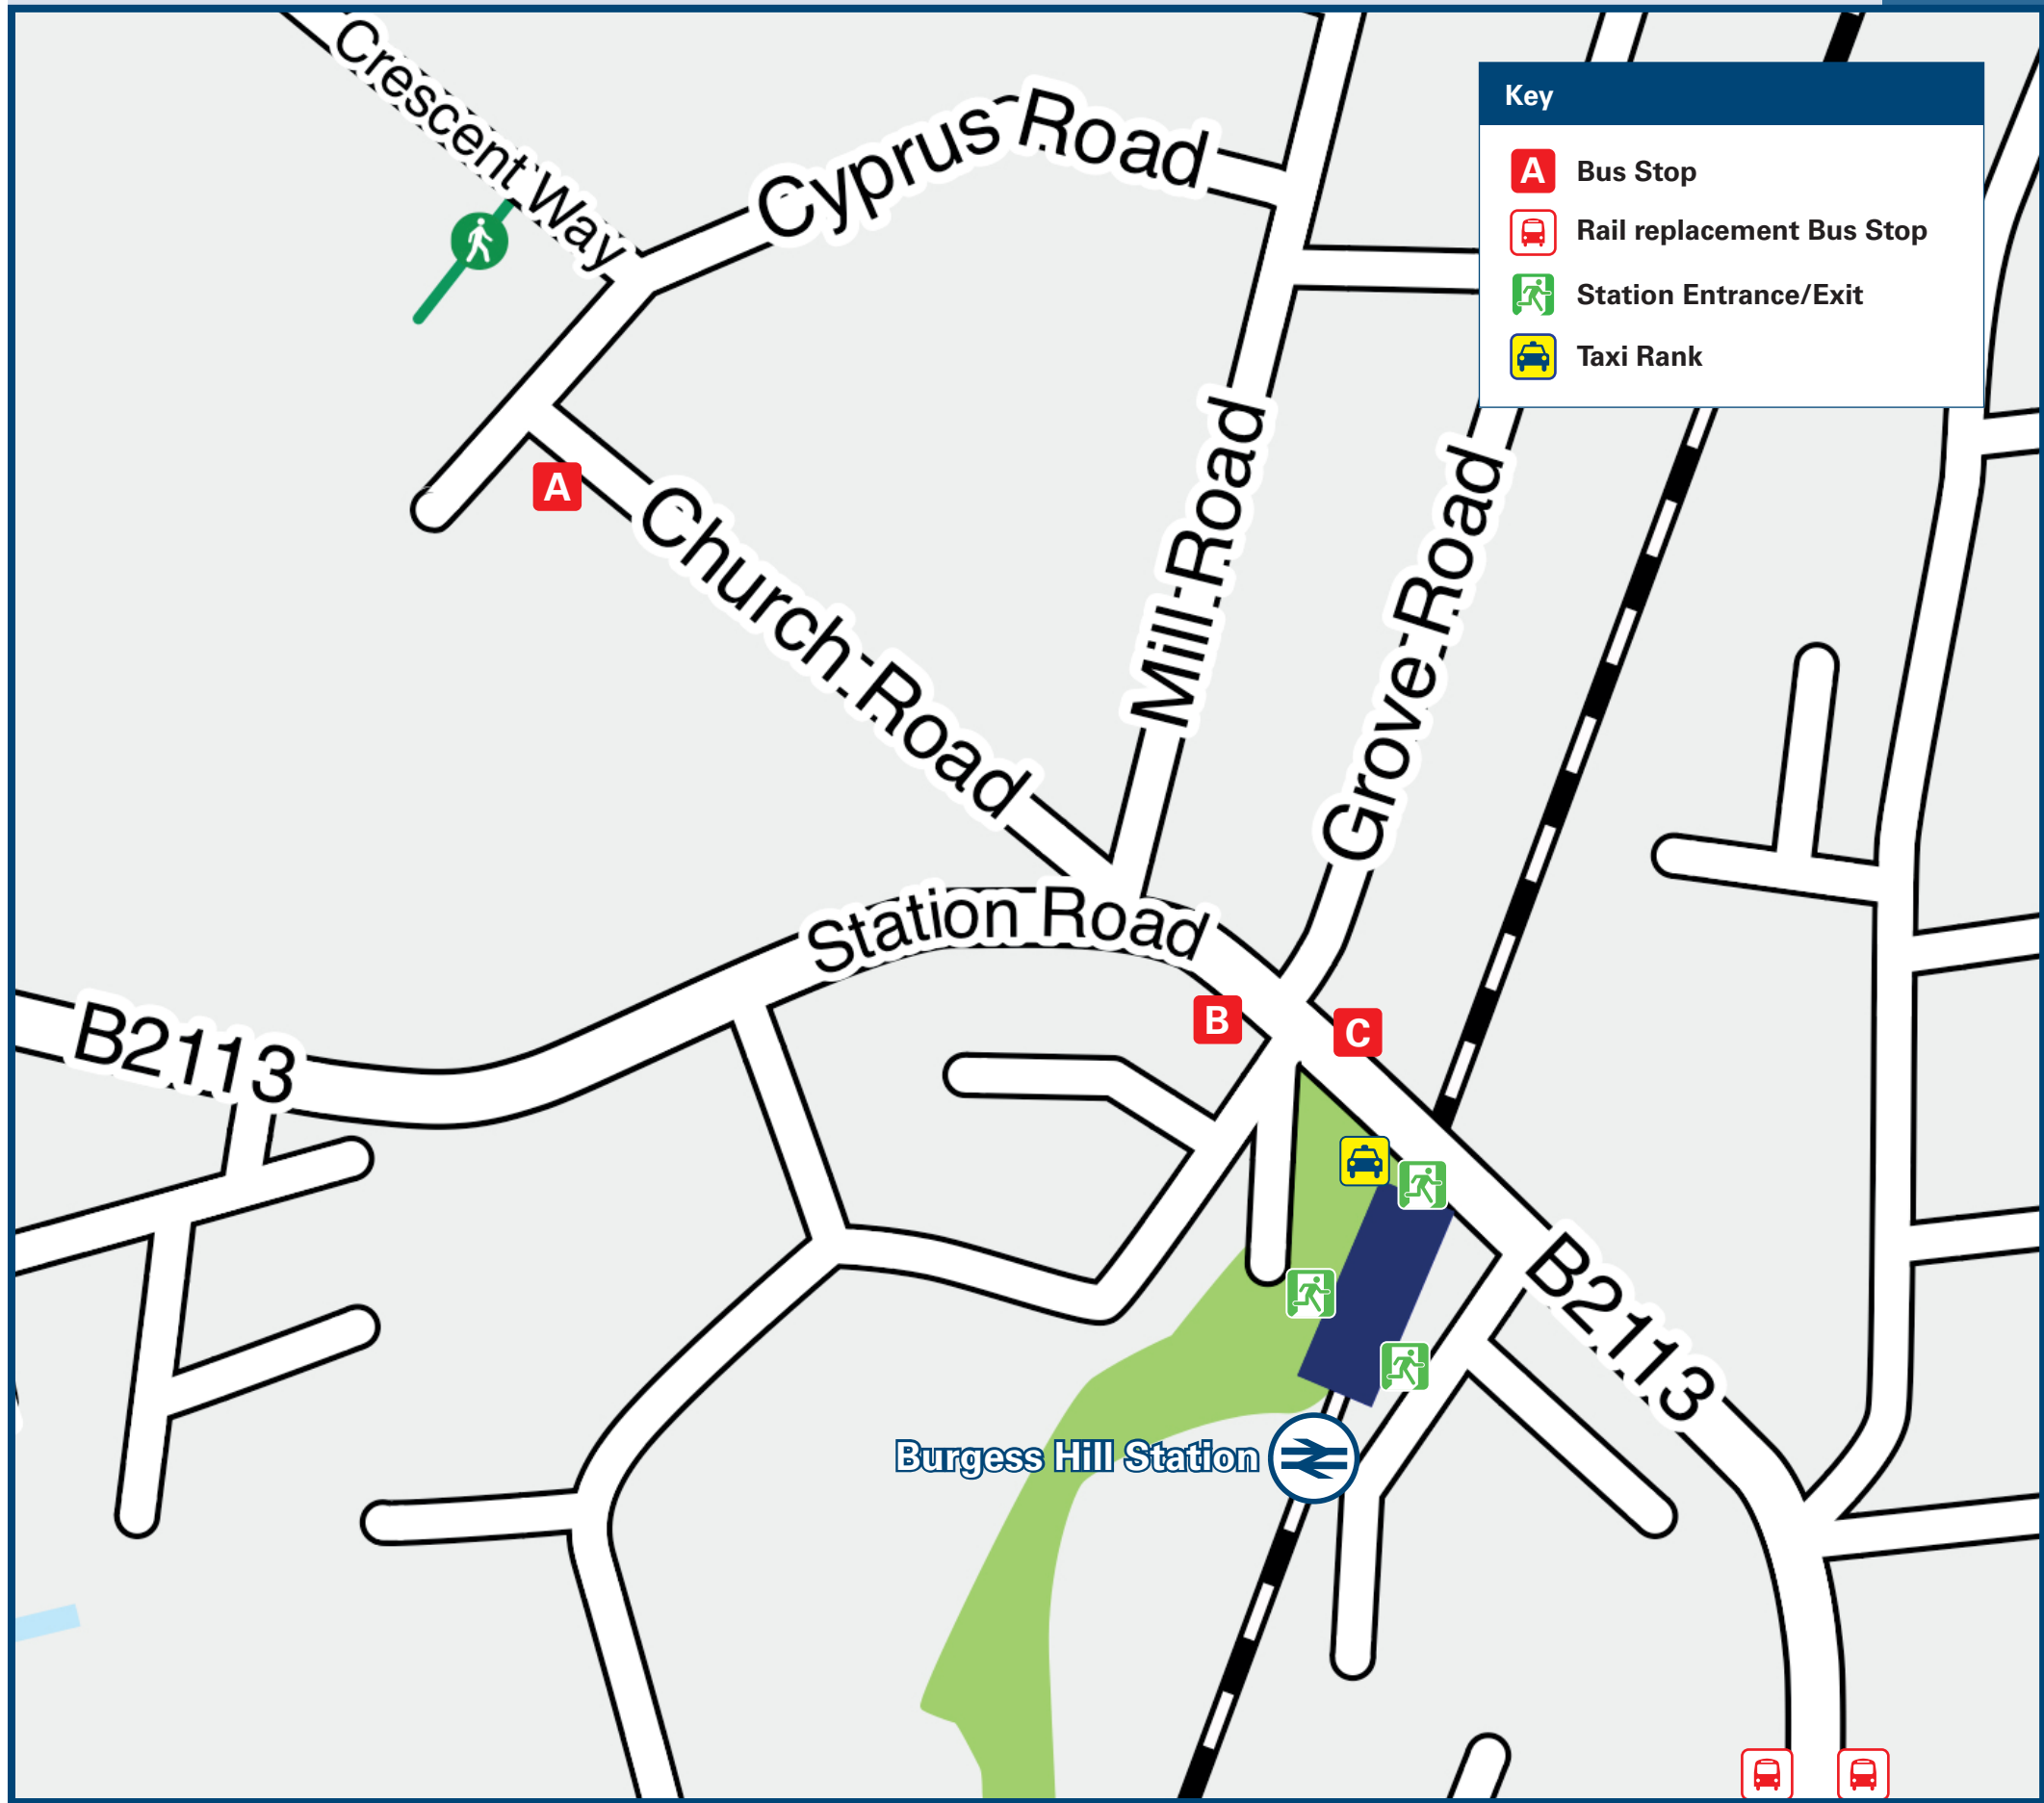 Crescent Way
Cyprus Road
Key
A Bus Stop
Rail replacement Bus Stop
Station Entrance/Exit
Taxi Rank
A
Church Road
Mill Road
Grove Road
Station Road
B
C
B2113
B2113
Burgess Hill Station